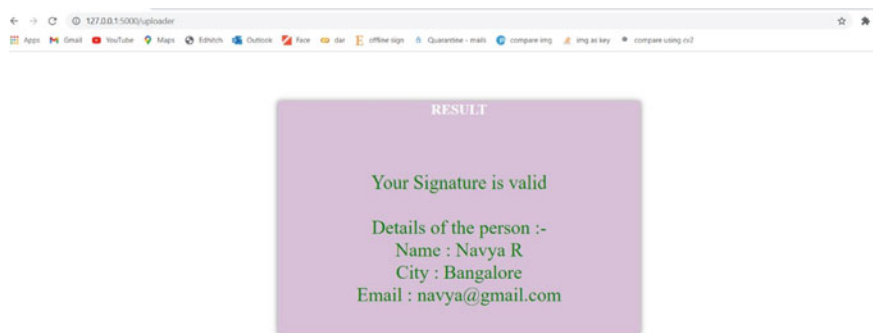 127.0.0.1:5000/uploader
Apps Gmail YouTube Maps Edhitch Outlook Face dar offline sign Quarantine - mails compare img img as key compare using cv2
RESULT
Your Signature is valid
Details of the person :-
Name : Navya R
City : Bangalore
Email : navya@gmail.com